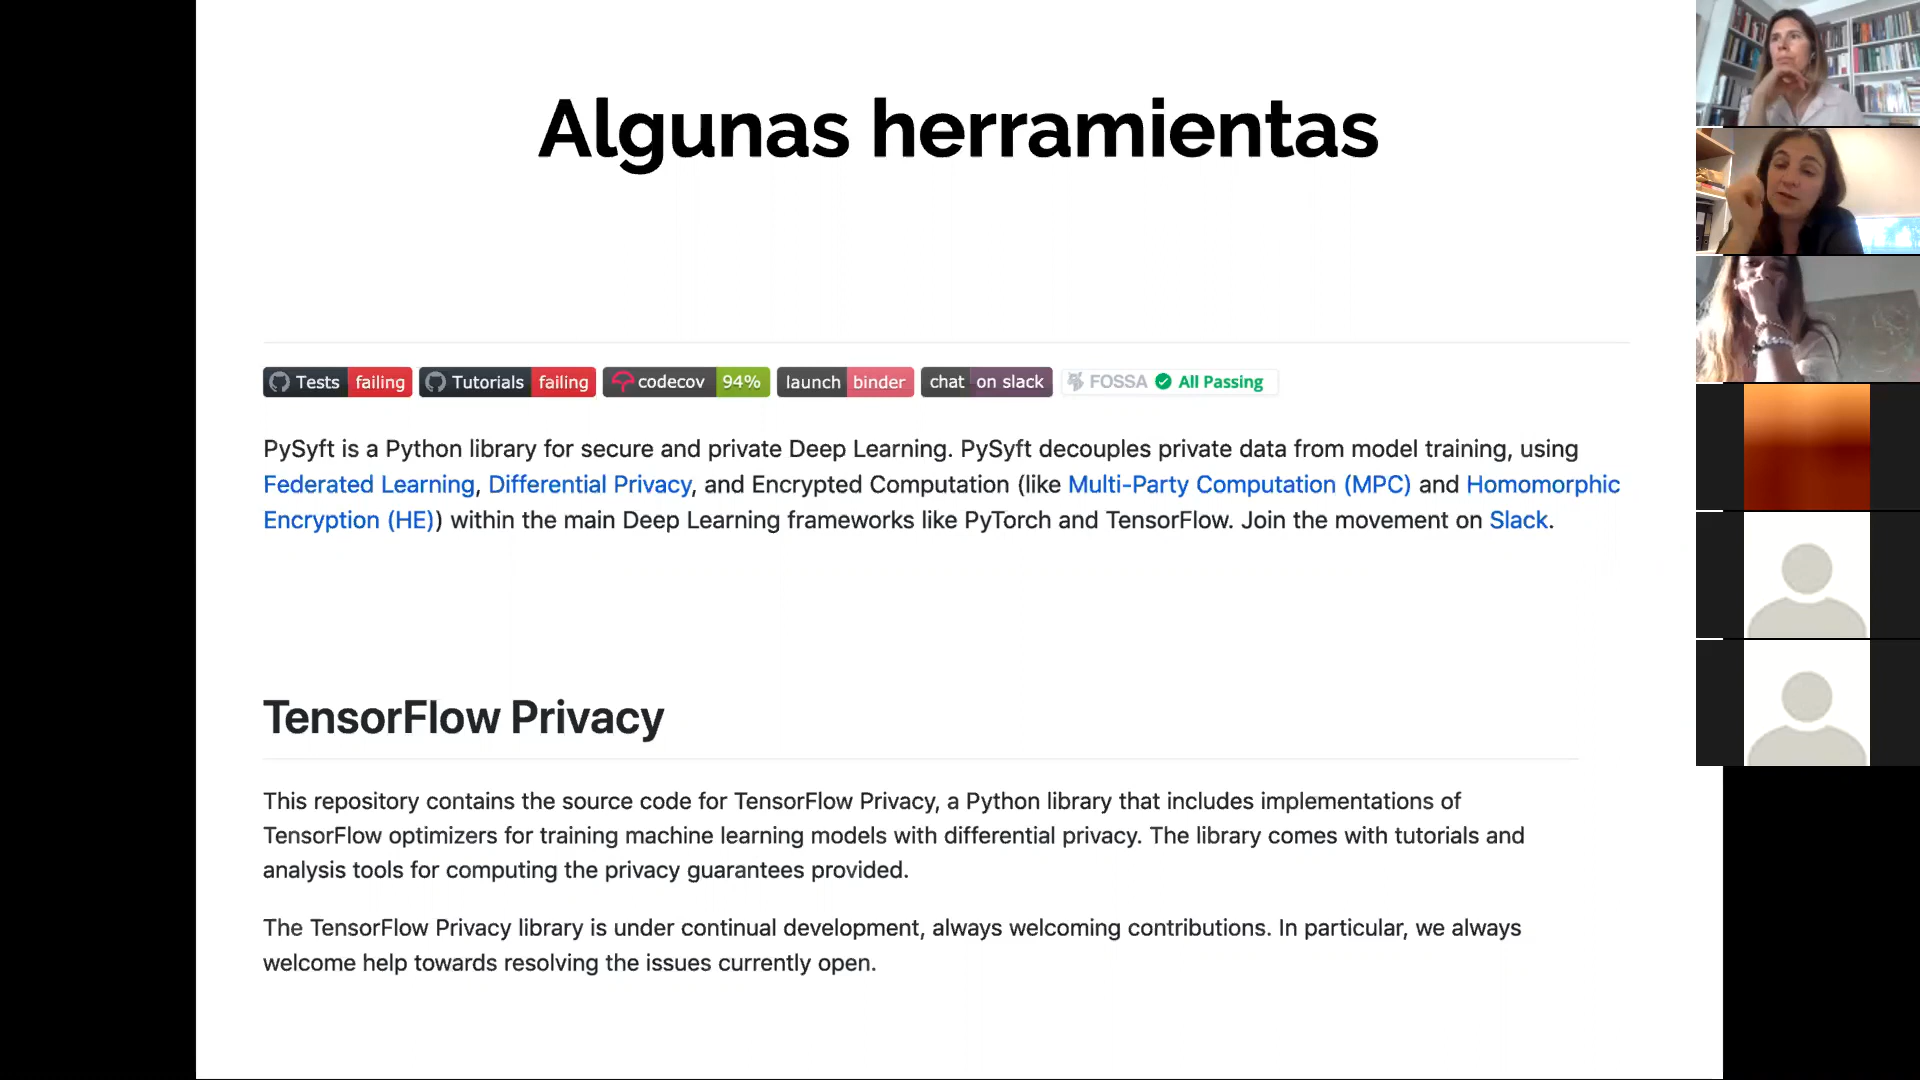 Algunas herramientas
Tests failing Tutorials failing codecov 94% launch binder chat on slack FOSSA All Passing
PySyft is a Python library for secure and private Deep Learning. PySyft decouples private data from model training, using
Federated Learning, Differential Privacy, and Encrypted Computation (like Multi-Party Computation (MPC) and Homomorphic
Encryption (HE)) within the main Deep Learning frameworks like PyTorch and TensorFlow. Join the movement on Slack.
TensorFlow Privacy
This repository contains the source code for TensorFlow Privacy, a Python library that includes implementations of
TensorFlow optimizers for training machine learning models with differential privacy. The library comes with tutorials and
analysis tools for computing the privacy guarantees provided.
The TensorFlow Privacy library is under continual development, always welcoming contributions. In particular, we always
welcome help towards resolving the issues currently open.